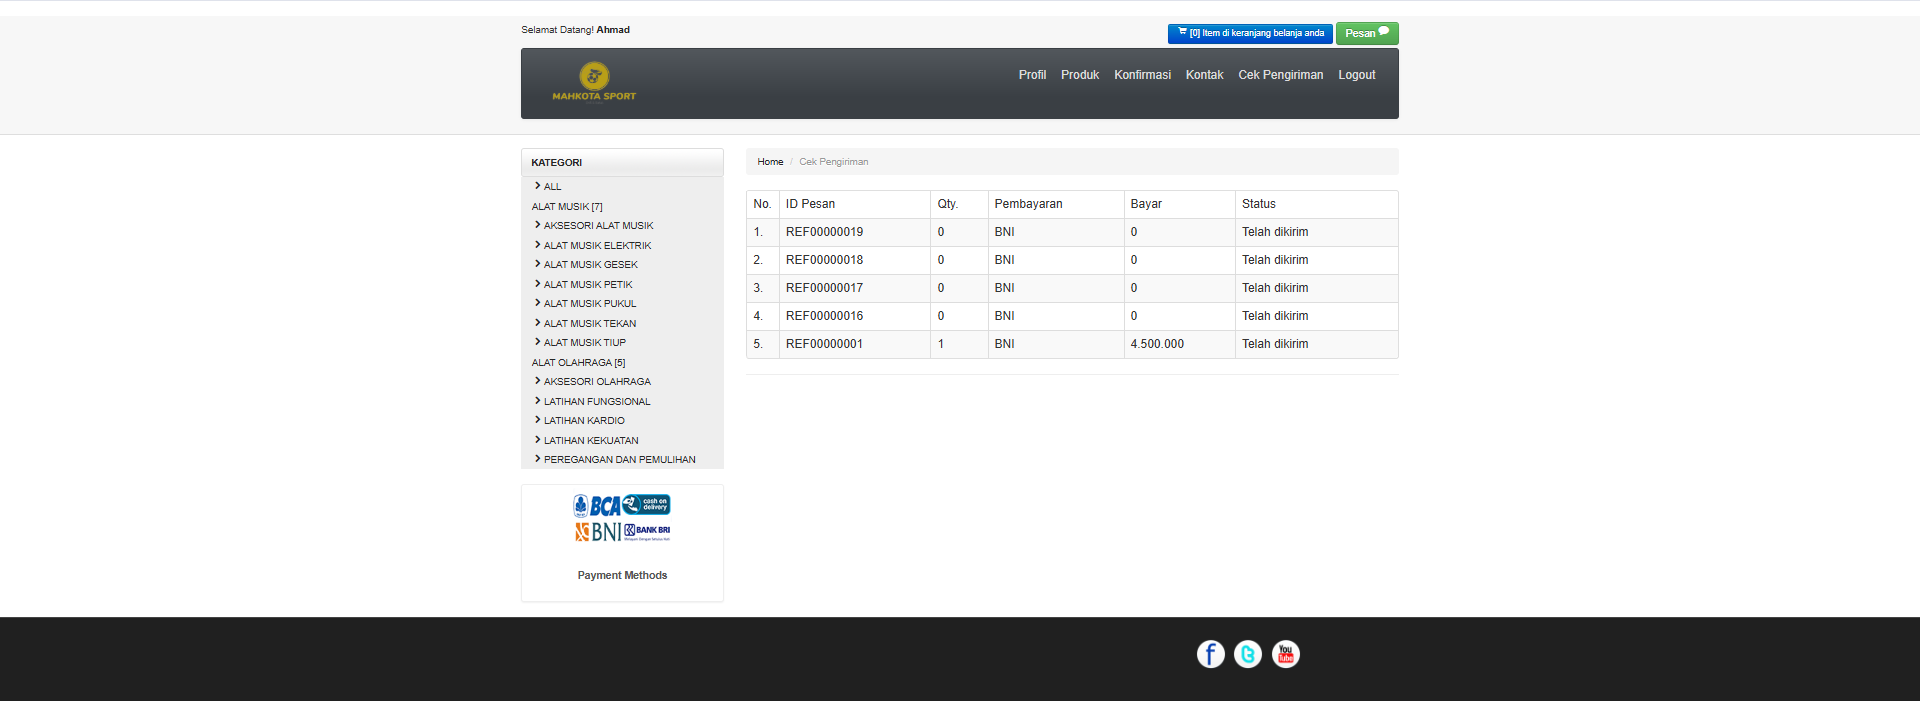 Selamat Datang! Ahmad
[0] Item di keranjang belanja anda
Pesan
MAHKOTA SPORT
Profil Produk Konfirmasi Kontak Cek Pengiriman Logout
KATEGORI
ALL
ALAT MUSIK [7]
AKSESORI ALAT MUSIK
ALAT MUSIK ELEKTRIK
ALAT MUSIK GESEK
ALAT MUSIK PETIK
ALAT MUSIK PUKUL
ALAT MUSIK TEKAN
ALAT MUSIK TIUP
ALAT OLAHRAGA [5]
AKSESORI OLAHRAGA
LATIHAN FUNGSIONAL
LATIHAN KARDIO
LATIHAN KEKUATAN
PEREGANGAN DAN PEMULIHAN
BCA cash on delivery
BNI BANK BRI
Payment Methods
Home / Cek Pengiriman
No. ID Pesan Qty. Pembayaran Bayar Status
1. REF00000019 0 BNI 0 Telah dikirim
2. REF00000018 0 BNI 0 Telah dikirim
3. REF00000017 0 BNI 0 Telah dikirim
4. REF00000016 0 BNI 0 Telah dikirim
5. REF00000001 1 BNI 4.500.000 Telah dikirim
You Tube